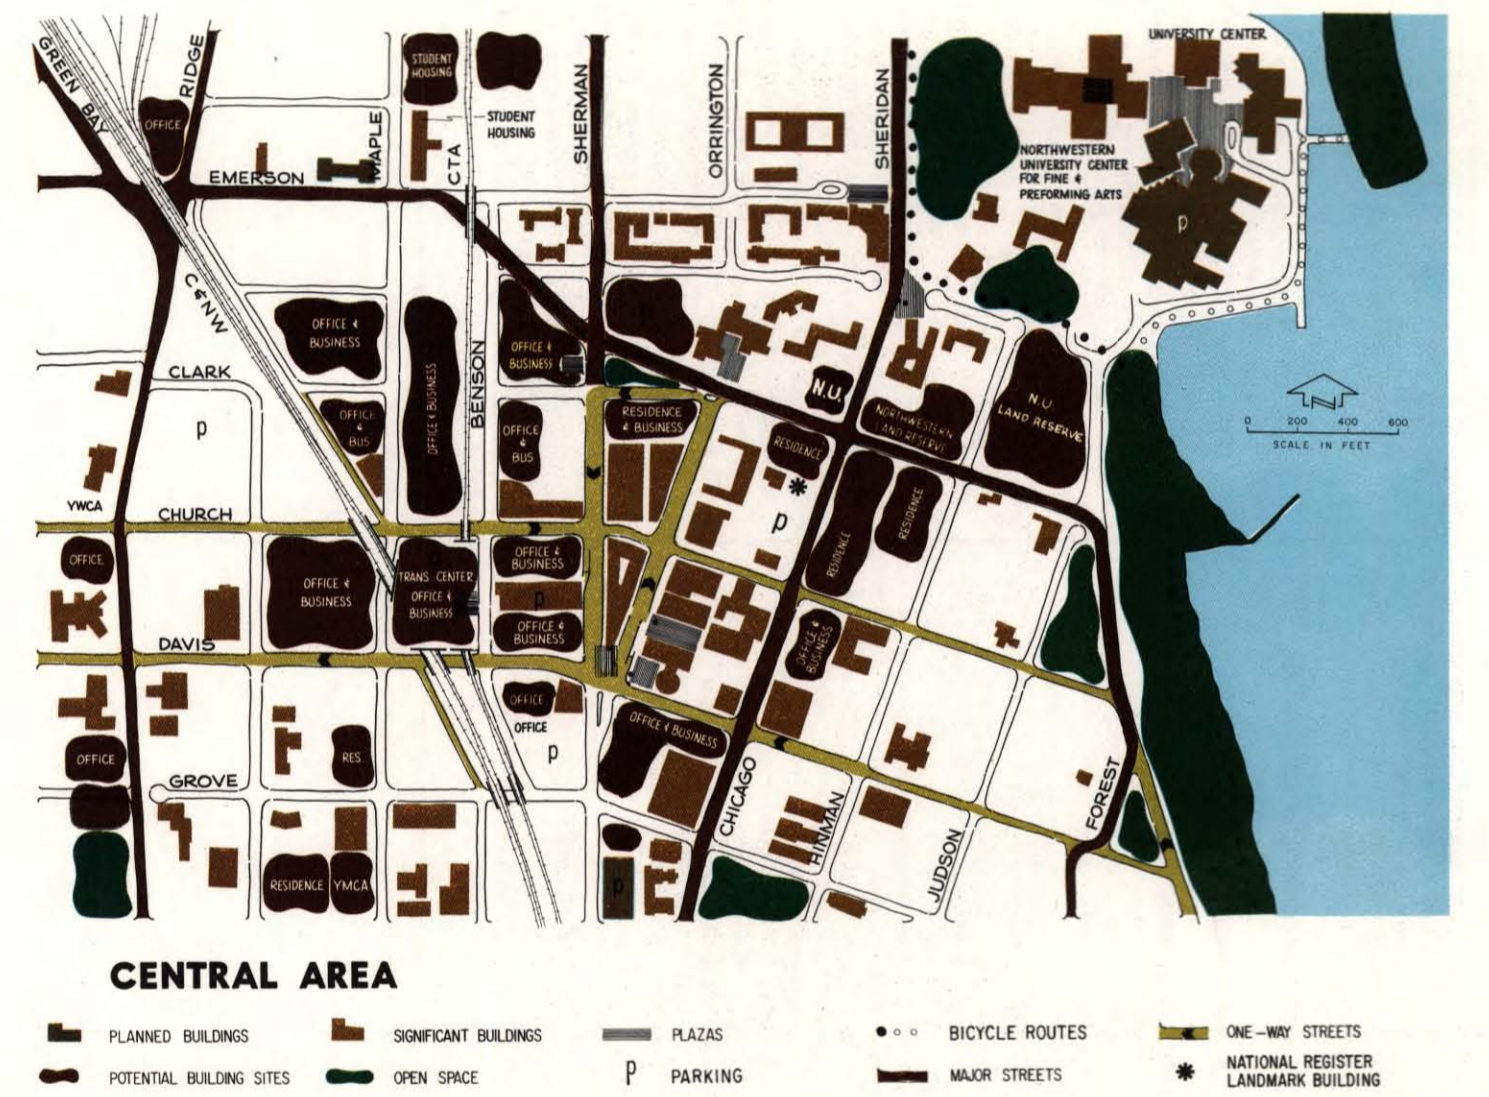 UNIVERSITY CENTER
GREEN BAY
RIDGE
OFFICE
STUDENT
HOUSING
STUDENT
HOUSING
MAPLE
CTA
SHERMAN
ORRINGTON
SHERIDAN
EMERSON
NORTHWESTERN
UNIVERSITY CENTER
FOR FINE &
PREFORMING ARTS
P
C & NW
OFFICE &
BUSINESS
OFFICE & BUSINESS
BENSON
OFFICE &
BUSINESS
P
CLARK
P
OFFICE
&
BUS
OFFICE
&
BUS
RESIDENCE
& BUSINESS
N.U.
NORTHWESTERN
LAND RESERVE
N.U.
LAND RESERVE
RESIDENCE
P
RESIDENCE
RESIDENCE
N
0 200 400 600
SCALE IN FEET
YWCA
CHURCH
OFFICE
OFFICE &
BUSINESS
TRANS. CENTER
OFFICE &
BUSINESS
OFFICE &
BUSINESS
P
OFFICE &
BUSINESS
OFFICE &
BUSINESS
DAVIS
OFFICE
OFFICE
P
OFFICE & BUSINESS
OFFICE
RES.
GROVE
CHICAGO
HINMAN
JUDSON
FOREST
RESIDENCE
YMCA
P
CENTRAL AREA
PLANNED BUILDINGS
SIGNIFICANT BUILDINGS
PLAZAS
BICYCLE ROUTES
ONE-WAY STREETS
POTENTIAL BUILDING SITES
OPEN SPACE
P PARKING
MAJOR STREETS
NATIONAL REGISTER
LANDMARK BUILDING